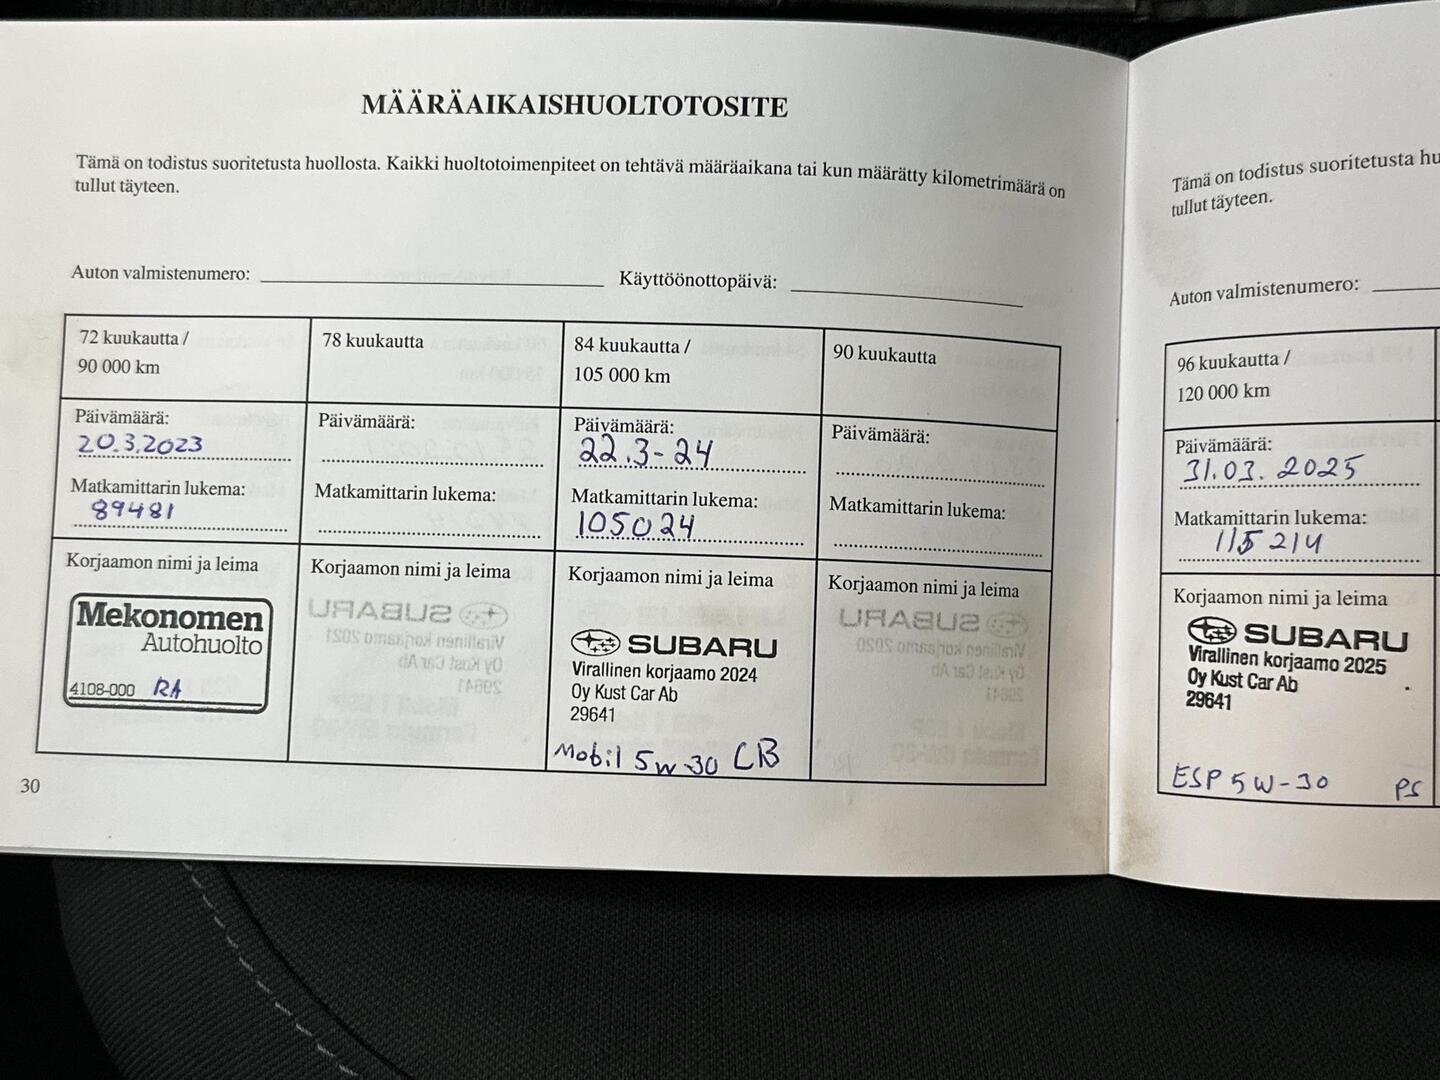 MÄÄRÄAIKAISHUOLTOTOSITE
Tämä on todistus suoritetusta huollosta. Kaikki huoltotoimenpiteet on tehtävä määräaikana tai kun määrätty kilometrimäärä on
tullut täyteen.
Auton valmistenumero:
Käyttöönottopäivä:
72 kuukautta /
90 000 km
Päivämäärä:
20.3.2023
Matkamittarin lukema:
89481
Korjaamon nimi ja leima
Mekonomen
Autohuolto
4108-000 RA
78 kuukautta
Päivämäärä:
Matkamittarin lukema:
Korjaamon nimi ja leima
84 kuukautta /
105 000 km
Päivämäärä:
22.3-24
Matkamittarin lukema:
105024
Korjaamon nimi ja leima
SUBARU
Virallinen korjaamo 2024
Oy Kust Car Ab
29641
Mobil 5w-30 CB
90 kuukautta
Päivämäärä:
Matkamittarin lukema:
Korjaamon nimi ja leima
30
Tämä on todistus suoritetusta hu
tullut täyteen.
Auton valmistenumero:
96 kuukautta /
120 000 km
Päivämäärä:
31.03.2025
Matkamittarin lukema:
115214
Korjaamon nimi ja leima
SUBARU
Virallinen korjaamo 2025
Oy Kust Car Ab
29641
ESP 5W-30 PS